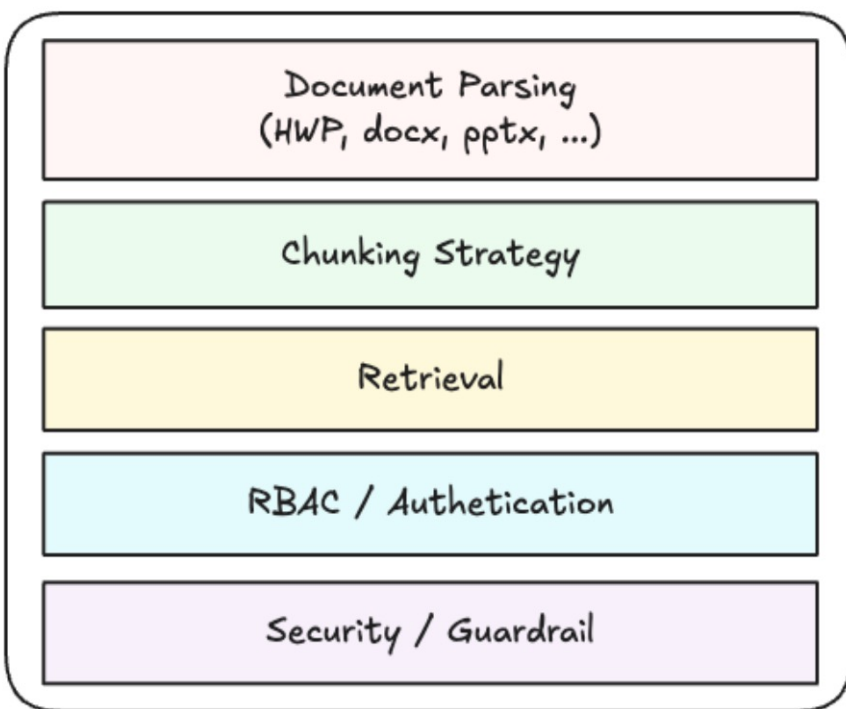 Document Parsing
(HWP, docx, pptx, ...)
Chunking Strategy
Retrieval
RBAC / Authetication
Security / Guardrail